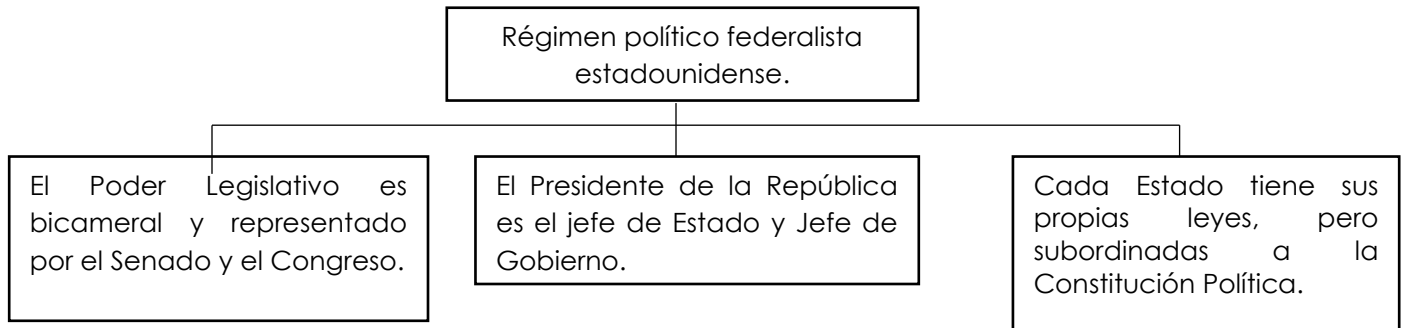 Régimen político federalista
estadounidense.
El Poder Legislativo es
bicameral y representado
por el Senado y el Congreso.
El Presidente de la República
es el jefe de Estado y Jefe de
Gobierno.
Cada Estado tiene sus
propias leyes, pero
subordinadas a la
Constitución Política.